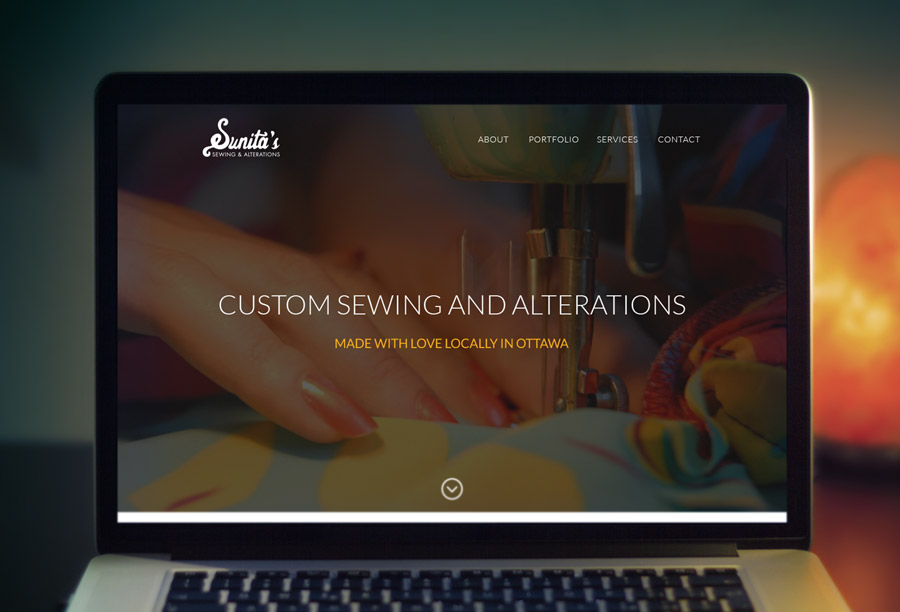 Sunita's
SEWING & ALTERATIONS
ABOUT PORTFOLIO SERVICES CONTACT
CUSTOM SEWING AND ALTERATIONS
MADE WITH LOVE LOCALLY IN OTTAWA